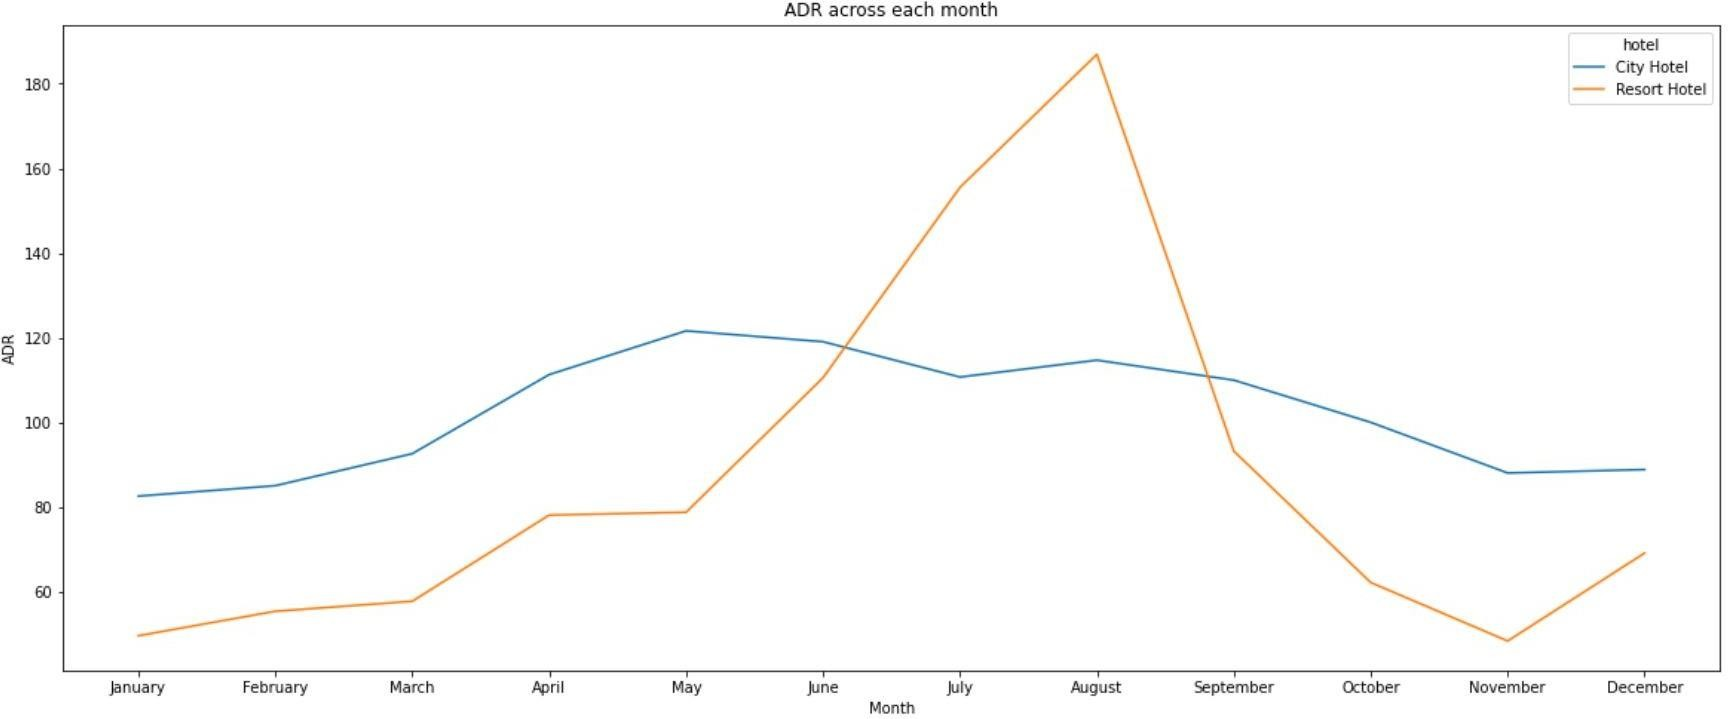 ADR across each month
hotel
City Hotel
Resort Hotel
180
160
140
120
100
80
60
ADR
January February March April May June July August September October November December
Month